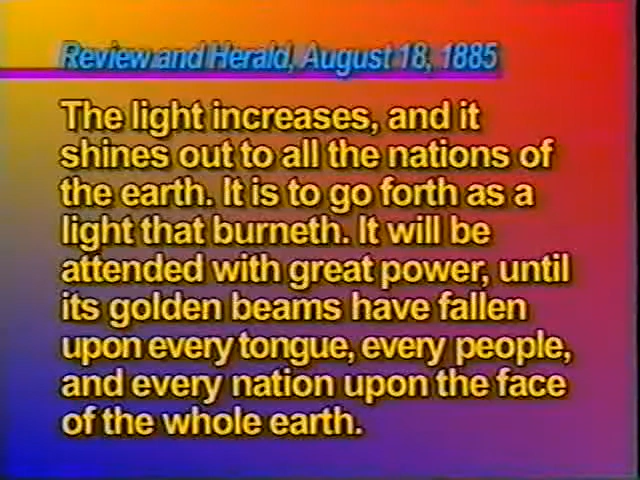 Review and Herald, August 18, 1885
The light increases, and it
shines out to all the nations of
the earth. It is to go forth as a
light that burneth. It will be
attended with great power, until
its golden beams have fallen
upon every tongue, every people,
and every nation upon the face
of the whole earth.